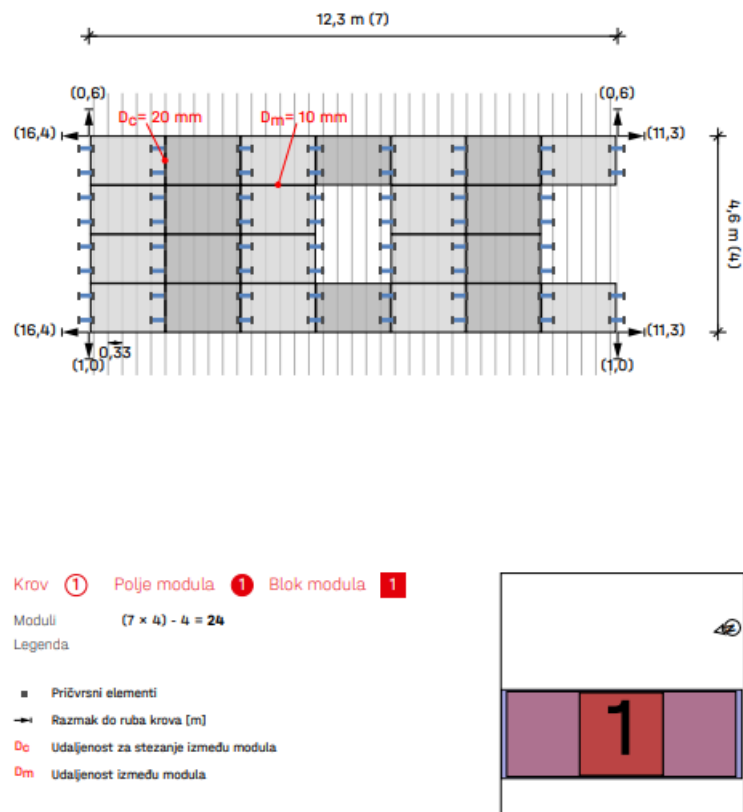 12,3 m (7)
(0,6) (0,6)
Dc= 20 mm Dm= 10 mm
(16,4) (11,3)
4,6 m (4)
(16,4) (11,3)
0,33
(1,0) (1,0)
Krov 1 Polje modula 1 Blok modula 1
Moduli (7 × 4) - 4 = 24
Legenda
Pričvrsni elementi
Razmak do ruba krova [m]
Dc Udaljenost za stezanje između modula
Dm Udaljenost između modula
1